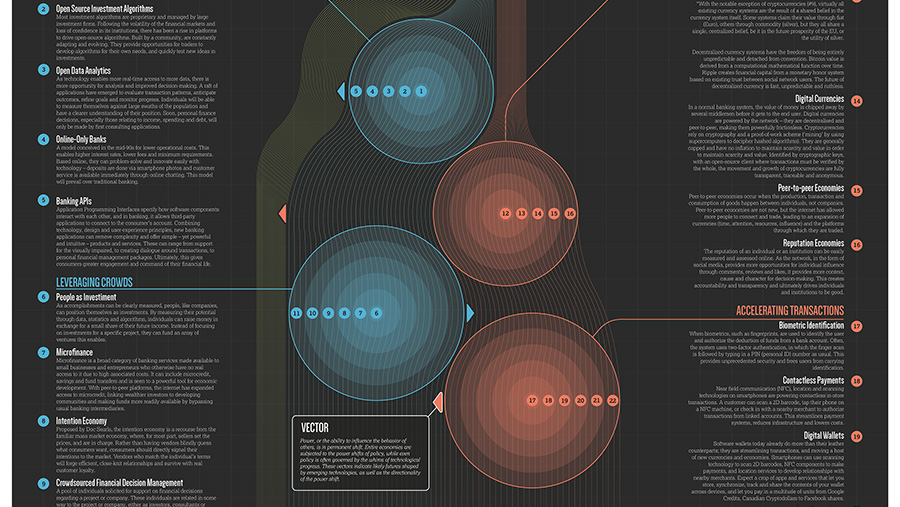 2
Open Source Investment Algorithms
Most investment algorithms are proprietary and managed by large
investment firms. Following the volatility of the financial markets and
loss of confidence in its institutions, there has been a rise in platforms
to drive open-source algorithms. Built by a community, are constantly
adapting and evolving. They provide opportunities for traders to
develop algorithms for their own needs, and quickly test new ideas in
investments.
3
Open Data Analytics
As technology enables more real-time access to more data, there is
more opportunity for analysis and improved decision-making. A raft of
applications have emerged to evaluate transaction patterns, anticipate
outcomes, refine goals and monitor progress. Individuals will be able
to measure themselves against large swaths of the population and
have a clearer understanding of their position. Soon, personal finance
decisions, especially those relating to income, spending and debt, will
only be made by first consulting applications.
4
Online-Only Banks
A model conceived in the mid-90s for lower operational costs. This
enables higher interest rates, lower fees and minimum requirements.
Based online, they can problem-solve and innovate easily with
technology – deposits are done via smartphone photos and customer
service is available immediately through online chatting. This model
will prevail over traditional banking.
5
Banking APIs
Application Programming Interfaces specify how software components
interact with each other, and in banking, it allows third party
applications to connect to the consumer's account. Combining
technology, design and user experience principles, new banking
applications can remove complexity and offer simple – yet powerful
and intuitive – products and services. These can range from support
for the visually impaired, to creating dialogue around transactions, to
personal financial management packages. Ultimately, this gives
consumers greater engagement and command of their financial life.
LEVERAGING CROWDS
6
People as Investiment
As accomplishments can be clearly measured, people, like companies,
can position themselves as investments. By measuring their potential
through data, statistics and algorithms, individuals can raise money in
exchange for a small share of their future income. Instead of focusing
on investments for a specific project, they can fund an array of
ventures this enables.
7
Microfinance
Microfinance is a broad category of banking services made available to
small businesses and entrepreneurs who otherwise have no real
access to it due to high associated costs. It can include microcredit,
savings and fund transfers and is seen to a powerful tool for economic
development. With peer-to-peer platforms, the internet has expanded
access to microcredit, linking wealthier investors to developing
communities and making funds more readily available by bypassing
usual banking intermediaries.
8
Intention Economy
Proposed by Doc Searls, the intention economy is a recourse from the
familiar mass market economy, where, for most part, sellers set the
prices, and are in charge. Rather than having vendors blindly guess
what consumers want, consumers should directly signal their
intentions to the market. Vendors who match the individual's terms
will forge efficient, close-knit relationships and survive with real
customer loyalty.
9
Crowdsourced Financial Decision Management
A pool of individuals solicited for support on financial decisions
regarding a project or company. These individuals are related in some
way to the project or company, either as investors, consultants or
5 4 3 2 1
12 13 14 15 16
11 10 9 8 7 6
17 18 19 20 21 22
VECTOR
Power, or the ability to influence the behavior of
others, is in permanent shift. Entire economies are
subjected to the power shifts of policy, while even
policy is often governed by the whims of technological
progress. These vectors indicate likely futures shaped
by emerging technologies, as well as the directionality
of the power shift.
"With the notable exception of cryptocurrencies (#14), virtually all
existing currency systems are the result of a shared belief in the
currency system itself. Some systems claim their value through fiat
(Euro), others through commodity (silver bullion), but they all share a
single, centralized belief, be it in the future prosperity of the EU, or
the utility of silver.
Decentralized currency systems have the freedom of being entirely
unpredictable and detached from convention. Bitcoin value is
derived from a computational mathematical function over time.
Ripple creates financial capital from a monetary honor system
based on existing trust between social network users. The future of
decentralized currency is fast, unpredictable and ruthless.
Digital Currencies
14
In a normal banking system, the value of money is chipped away by
several middlemen before it gets to the end user. Digital currencies
are powered by the network – they are decentralized and
peer-to-peer, making them powerfully frictionless. Cryptocurrencies
rely on cryptography and a proof-of-work scheme ('mining' by using
supercomputers to decipher hashed algorithms). They are generally
capped and have no inflation to maintain scarcity and value in order
to maintain scarcity and value. Identified by cryptographic keys,
with an open-source client where transactions must be verified by
the whole, the movement and growth of cryptocurrencies are fully
transparent, traceable and anonymous.
Peer-to-peer Economies
15
Peer to peer economies occur when the production, transaction and
consumption of goods happen between individuals, not companies.
Peer to peer economies are not new, but the internet has allowed
more people to connect and trade, leading to an expansion of
currencies (time, attention, resources, influence) and the platforms
through which they are traded.
Reputation Economies
16
The reputation of an individual or an institution can be easily
measured and assessed online. As the network, in the form of
social media, provides more opportunities for individual influence
through comments, reviews and likes, it provides more context,
cause and character for decision-making. This creates
accountability and transparency and ultimately drives individuals
and institutions to be good.
ACCELERATING TRANSACTIONS
Biometric Identification
17
When biometrics, such as fingerprints, are used to identify the user
and authorize the deduction of funds from a bank account. Often,
the system uses two-factor authentication, in which the finger scan
is followed by typing in a PIN (personal ID) number as usual. This
provides unprecedented security and frees users from carrying
identification.
Contactless Payments
18
Near field communication (NFC), location and scanning
technologies on smartphones are powering contactless in-store
transactions. A customer can scan a 2D barcode, tap their phone on
a NFC machine, or check in with a nearby merchant to authorize
transactions from linked accounts. This streamlines payment
systems, reduces infrastructure and lowers costs.
Digital Wallets
19
Software wallets today already do more than their leather
counterparts; they are streamlining transactions, and moving a host
of new currencies and economies. Smartphones can use scanning
technology to scan 2D barcodes, NFC components to make
payments, and location services to develop relationships with
nearby merchants. Expect a crop of apps and services that let you
store, synchronize, track and share the contents of your wallet
across devices, and let you pay in a multitude of units from Google
Credits, Canadian Cryptodollars to Facebook shares.